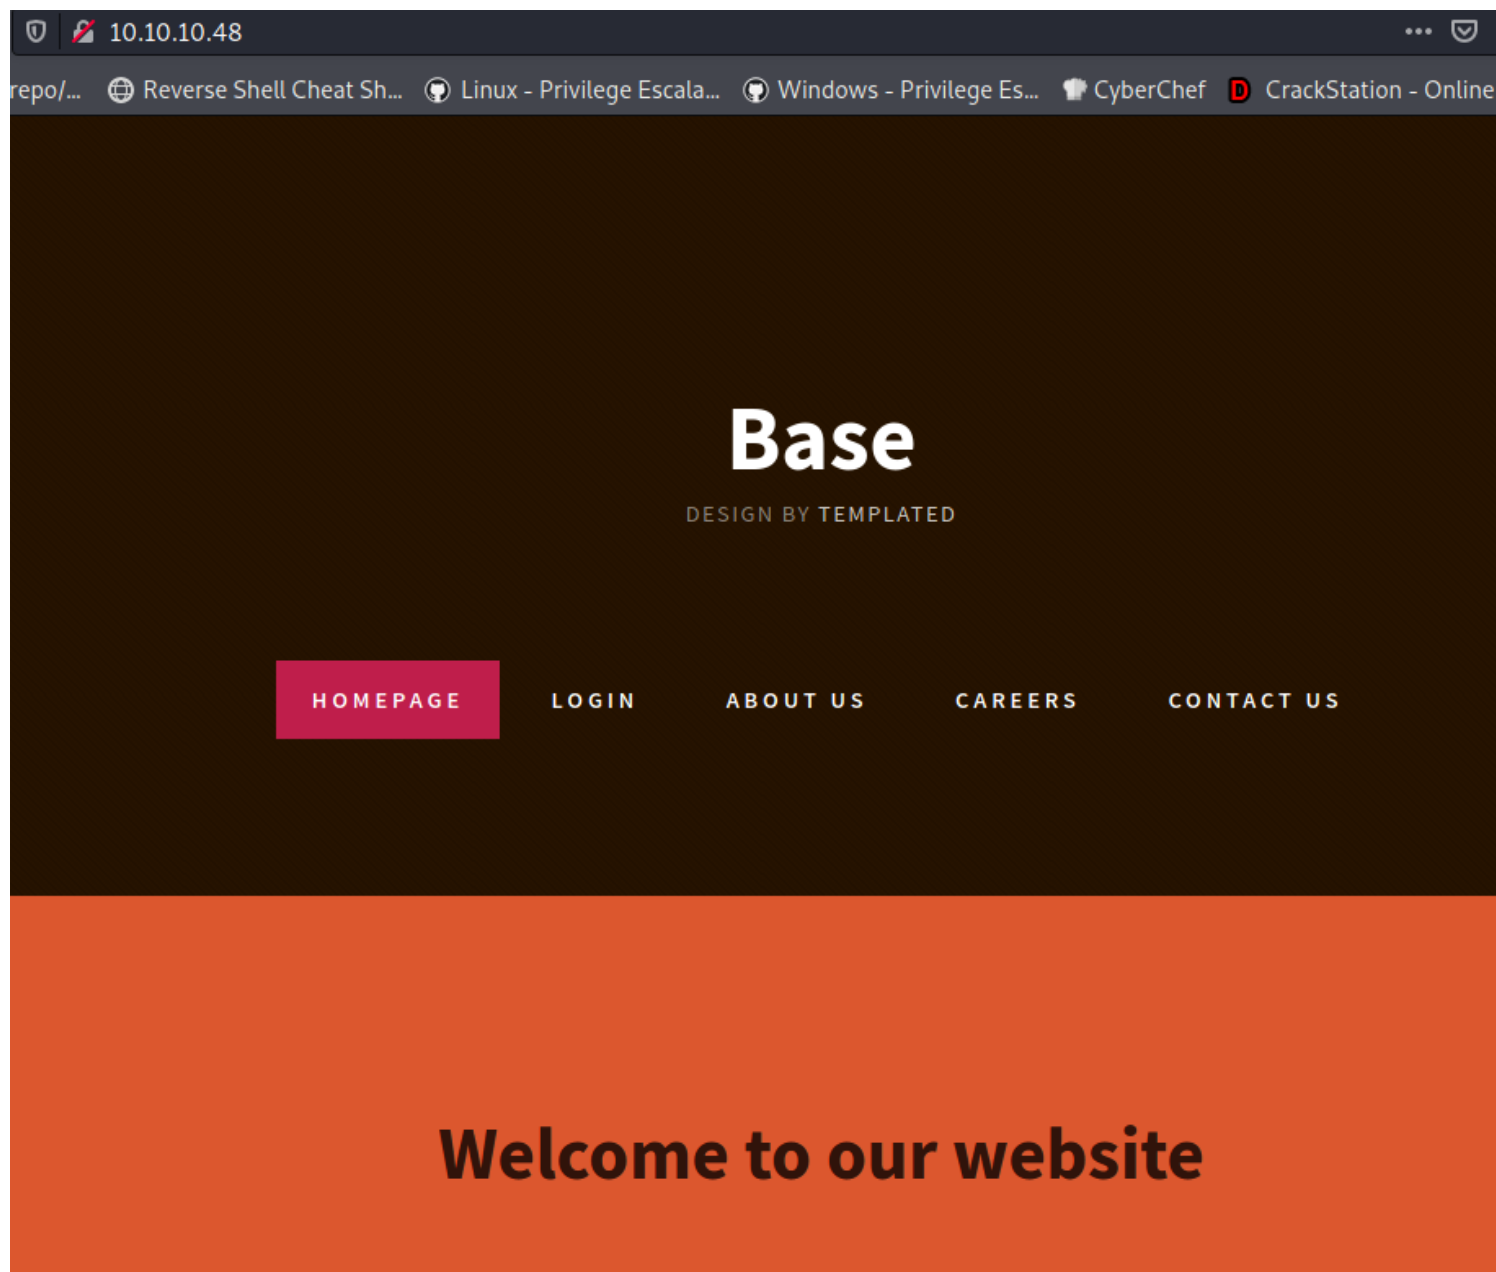 10.10.10.48
repo/... Reverse Shell Cheat Sh... Linux - Privilege Escala... Windows - Privilege Es... CyberChef CrackStation - Online
Base
DESIGN BY TEMPLATED
HOMEPAGE LOGIN ABOUT US CAREERS CONTACT US
Welcome to our website